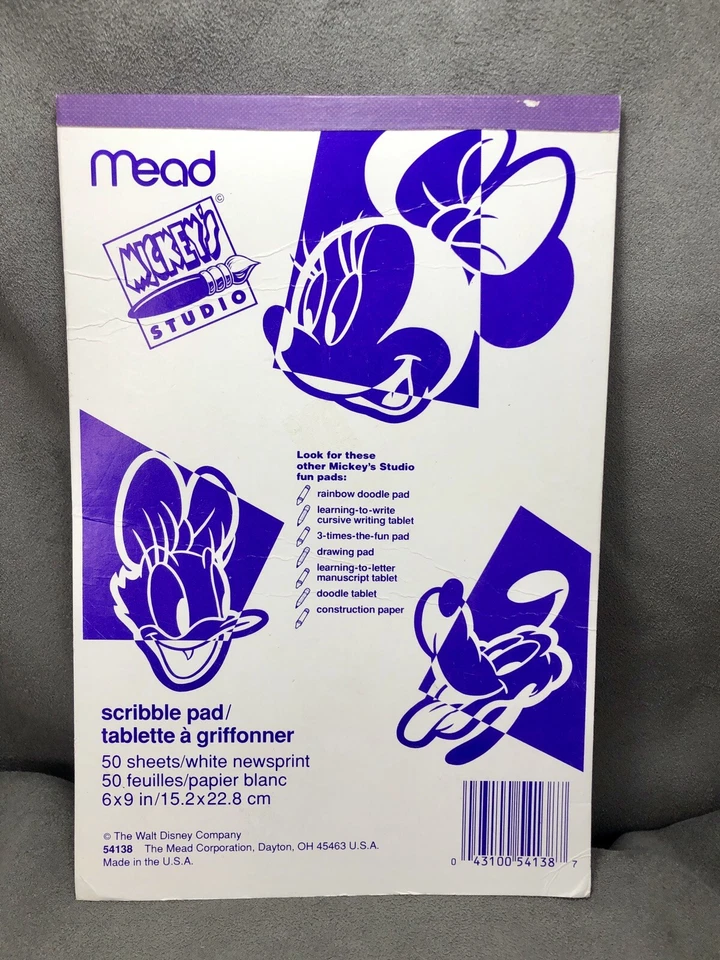 mead
©
MICKEY'S
STUDIO
Look for these
other Mickey's Studio
fun pads:
rainbow doodle pad
learning-to-write
cursive writing tablet
3-times-the-fun pad
drawing pad
learning-to-letter
manuscript tablet
doodle tablet
construction paper
scribble pad/
tablette à griffonner
50 sheets/white newsprint
50 feuilles/papier blanc
6x9 in/15.2x22.8 cm
© The Walt Disney Company
54138 The Mead Corporation, Dayton, OH 45463 U.S.A.
Made in the U.S.A.
0 43100 54138 7